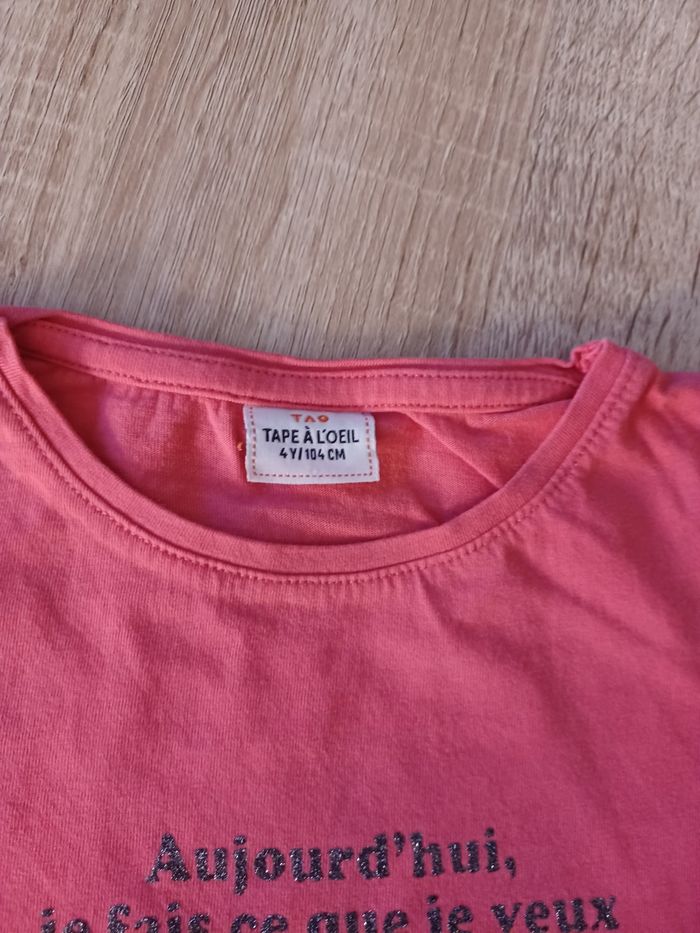 TAO
TAPE À L'OEIL
4Y/104 CM
Aujourd'hui,
je fais ce que je veux